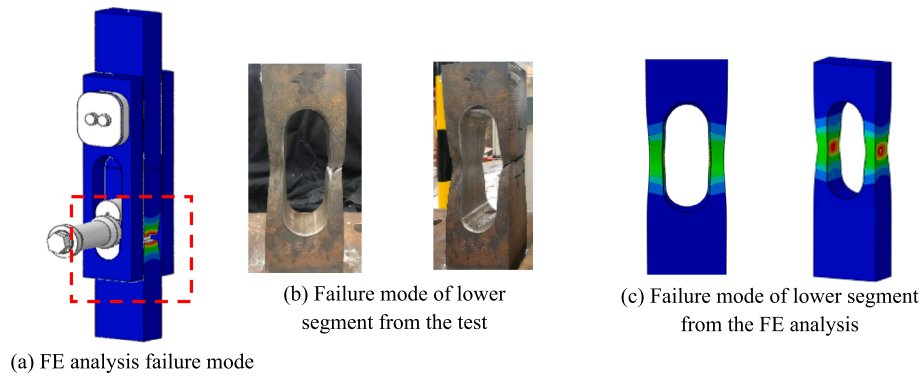 (b) Failure mode of lower
segment from the test
(c) Failure mode of lower segment
from the FE analysis
(a) FE analysis failure mode